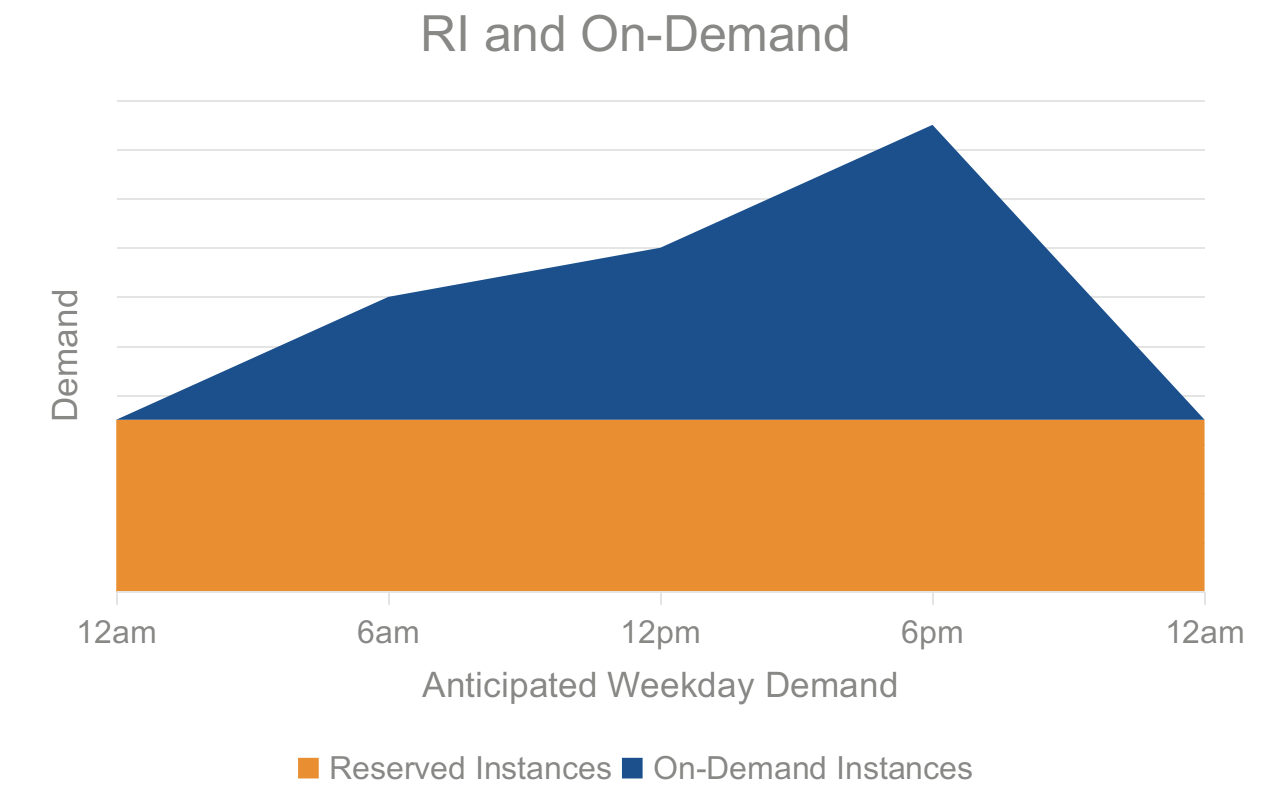 RI and On-Demand
Demand
12am 6am 12pm 6pm 12am
Anticipated Weekday Demand
Reserved Instances On-Demand Instances